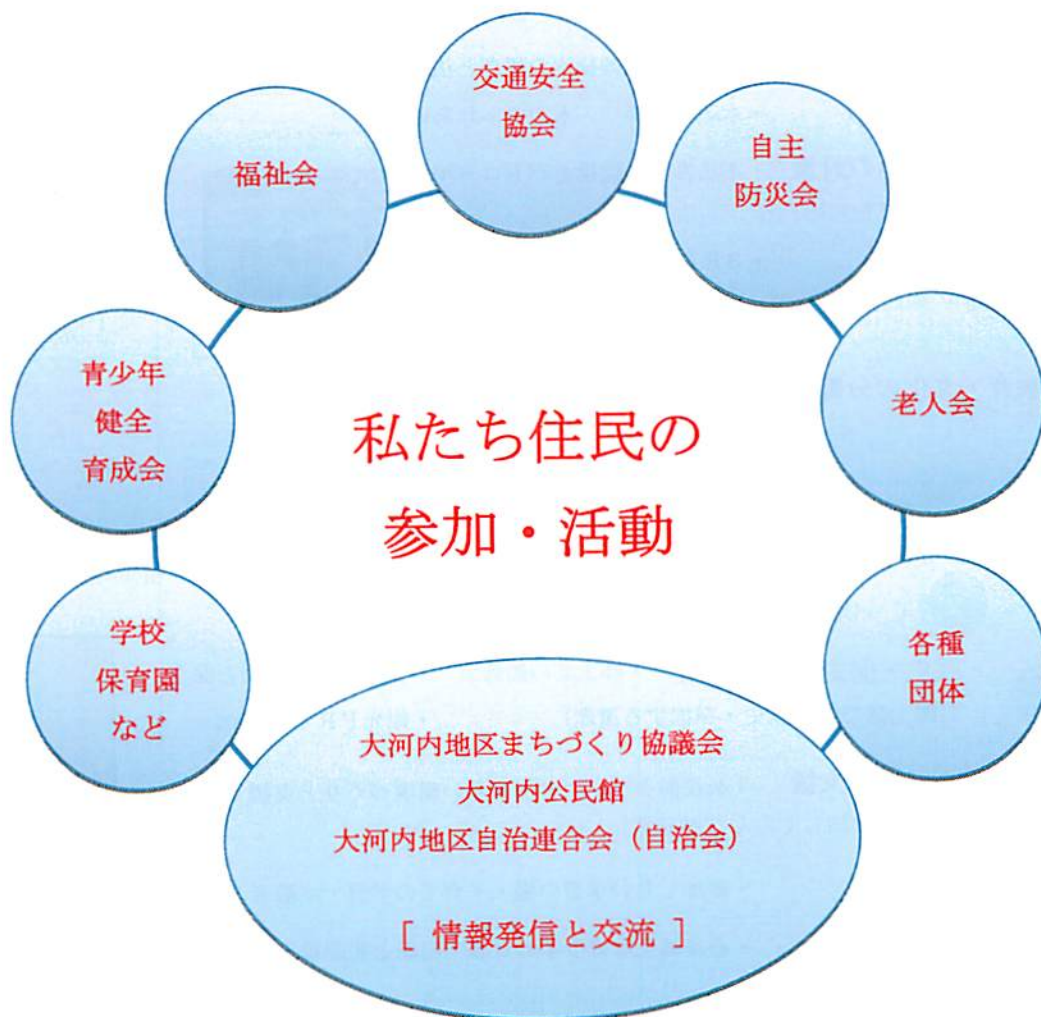 交通安全
協会
福祉会
自主
防災会
青少年
健全
育成会
老人会
私たち住民の
参加・活動
学校
保育園
など
各種
団体
大河内地区まちづくり協議会
大河内公民館
大河内地区自治連合会（自治会）
［ 情報発信と交流 ］